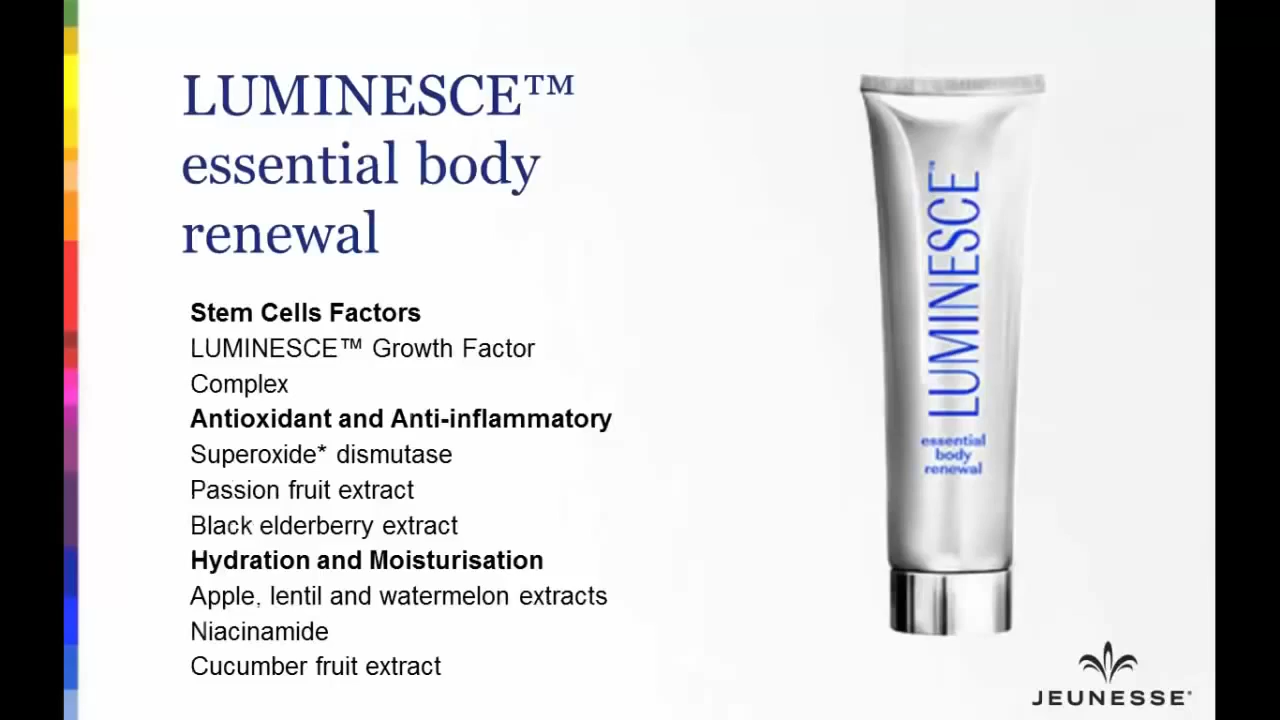 LUMINESCE™
essential body
renewal
Stem Cells Factors
LUMINESCE™ Growth Factor
Complex
Antioxidant and Anti-inflammatory
Superoxide* dismutase
Passion fruit extract
Black elderberry extract
Hydration and Moisturisation
Apple, lentil and watermelon extracts
Niacinamide
Cucumber fruit extract
LUMINESCE™
essential
body
renewal
JEUNESSE®